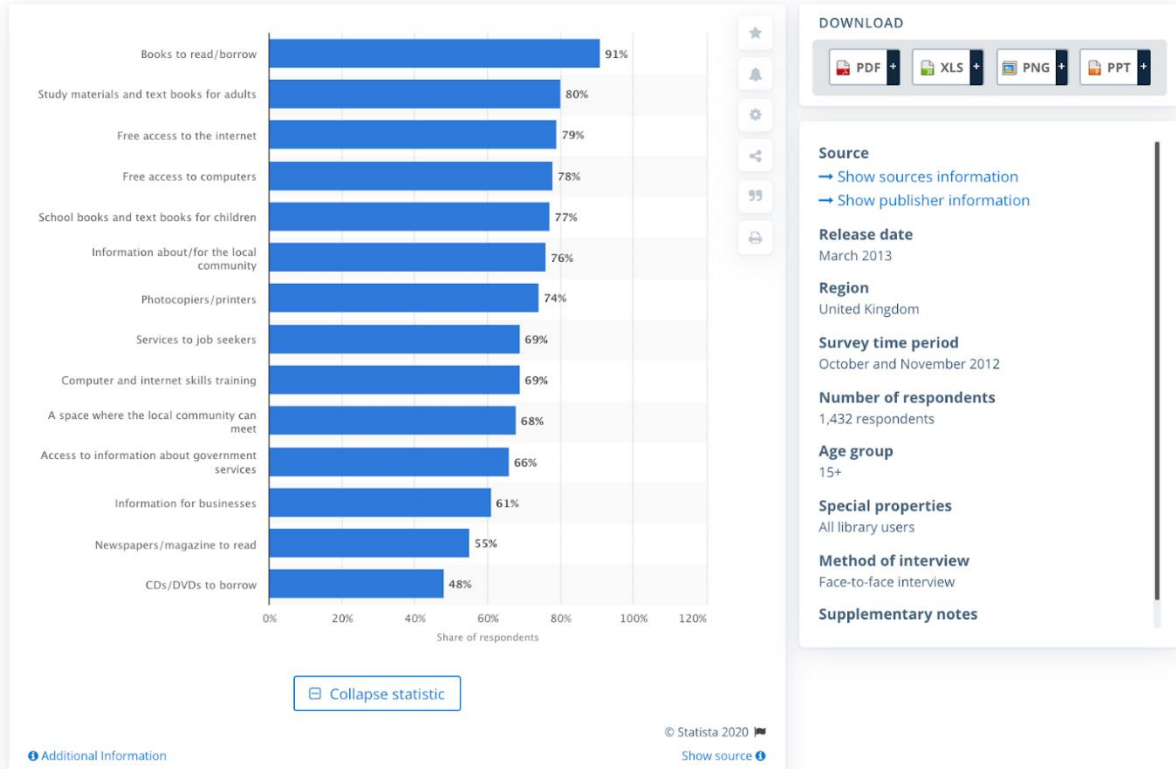 Books to read/borrow
91%
Study materials and text books for adults
80%
Free access to the internet
79%
Free access to computers
78%
School books and text books for children
77%
Information about/for the local
community
76%
Photocopiers/printers
74%
Services to job seekers
69%
Computer and internet skills training
69%
A space where the local community can
meet
68%
Access to information about government
services
66%
Information for businesses
61%
Newspapers/magazine to read
55%
CDs/DVDs to borrow
48%
0% 20% 40% 60% 80% 100% 120%
Share of respondents
Collapse statistic
© Statista 2020
Additional Information
Show source
DOWNLOAD
PDF + XLS + PNG + PPT +
Source
→ Show sources information
→ Show publisher information
Release date
March 2013
Region
United Kingdom
Survey time period
October and November 2012
Number of respondents
1,432 respondents
Age group
15+
Special properties
All library users
Method of interview
Face-to-face interview
Supplementary notes